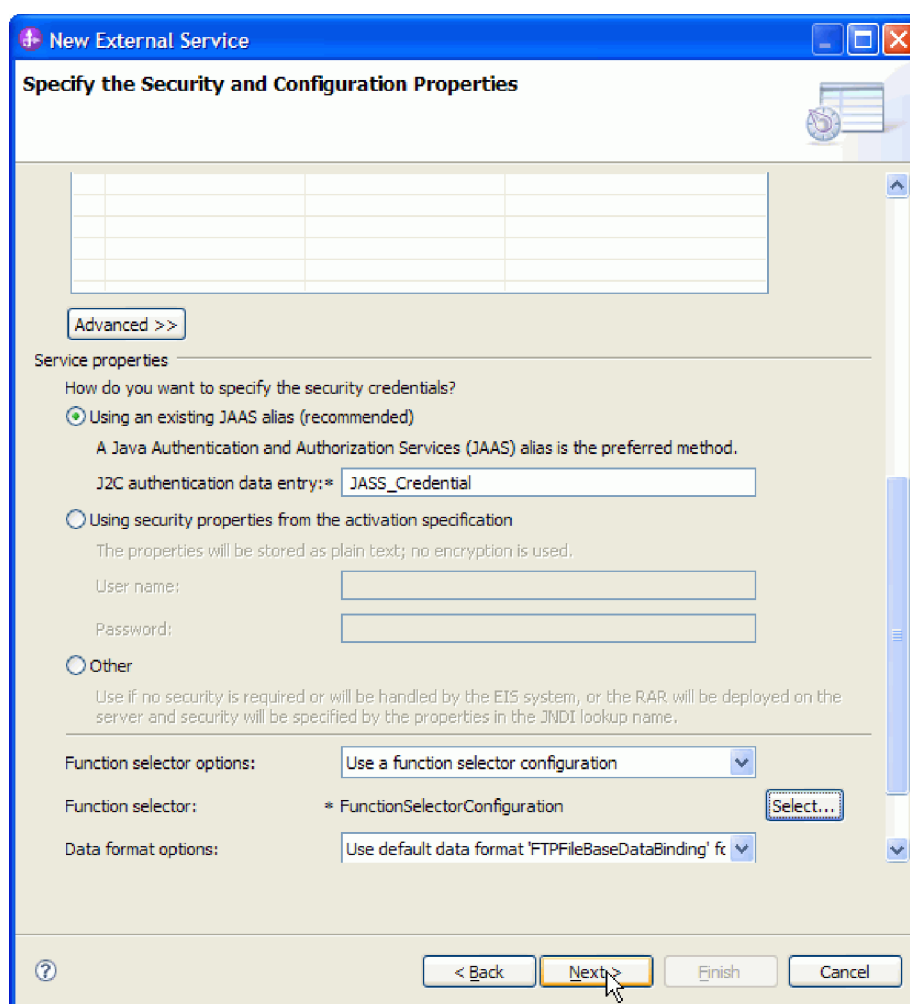 New External Service
Specify the Security and Configuration Properties
Advanced >>
Service properties
How do you want to specify the security credentials?
Using an existing JAAS alias (recommended)
A Java Authentication and Authorization Services (JAAS) alias is the preferred method.
J2C authentication data entry:* JASS_Credential
Using security properties from the activation specification
The properties will be stored as plain text; no encryption is used.
User name:
Password:
Other
Use if no security is required or will be handled by the EIS system, or the RAR will be deployed on the
server and security will be specified by the properties in the JNDI lookup name.
Function selector options: Use a function selector configuration
Function selector: * FunctionSelectorConfiguration Select...
Data format options: Use default data format 'FTPFileBaseDataBinding' fo
? < Back Next > Finish Cancel